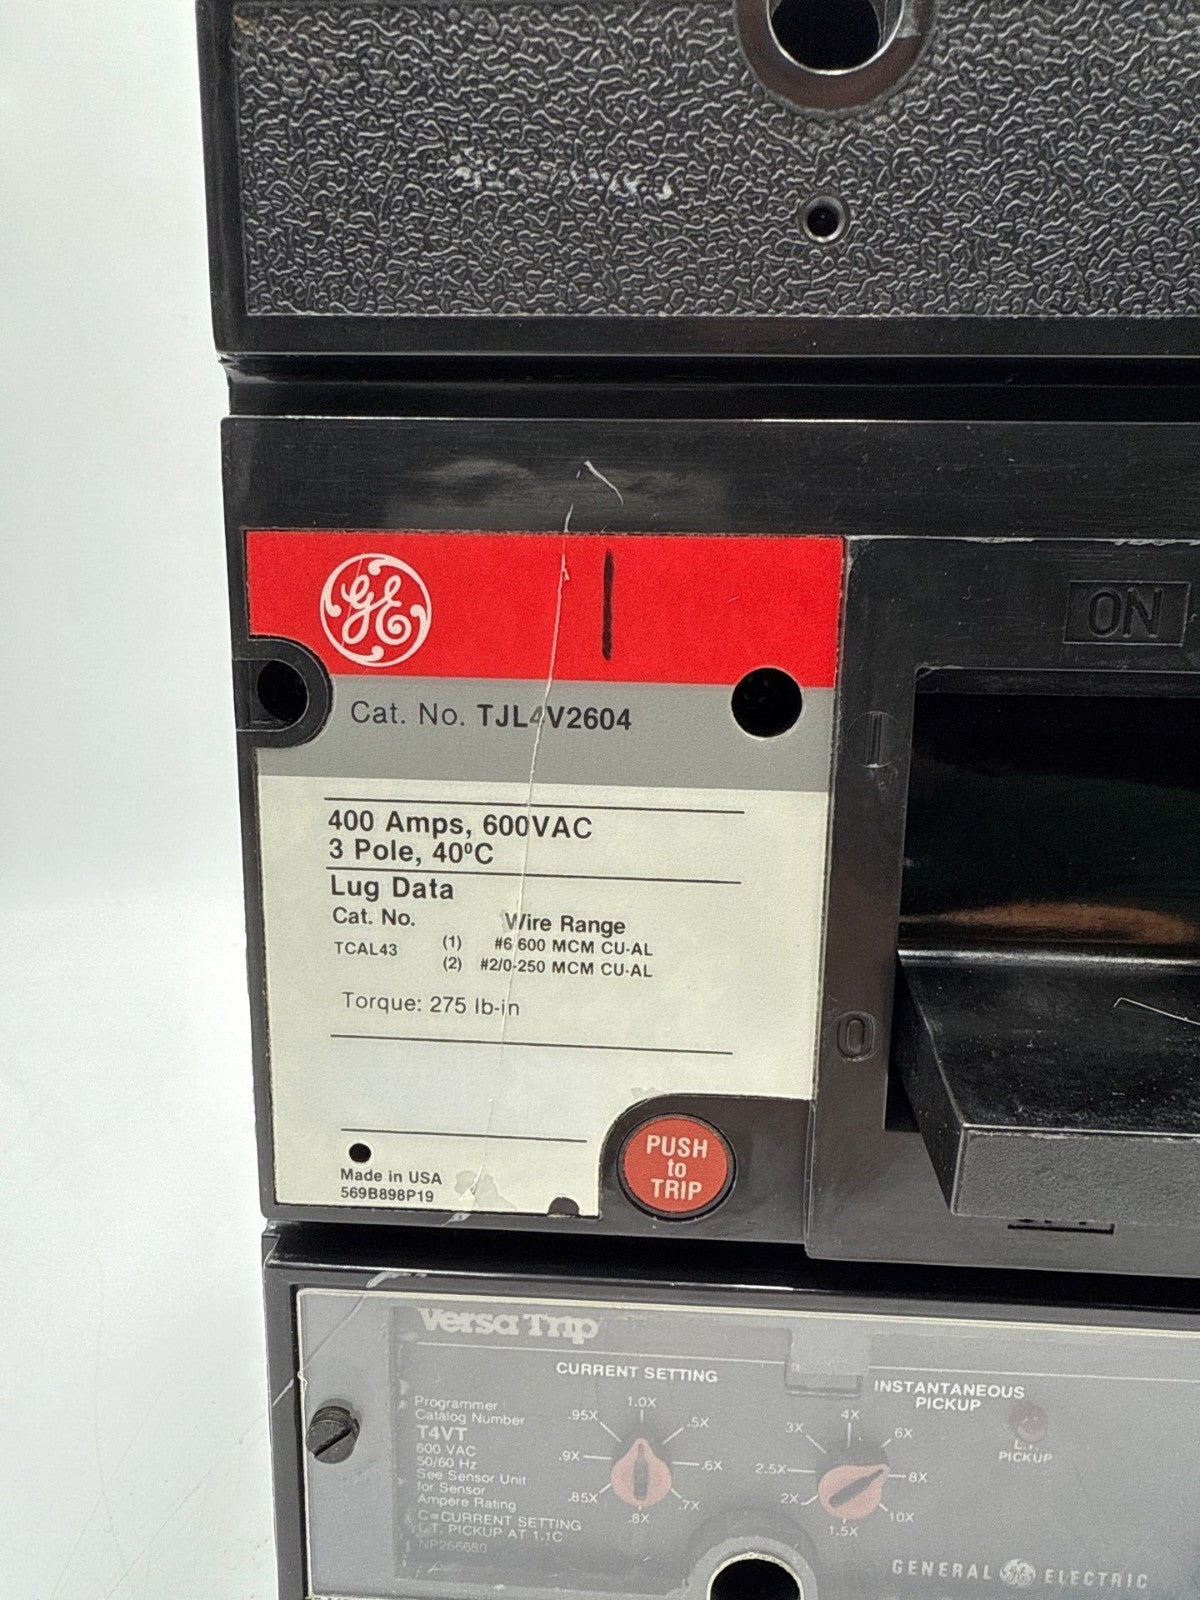 ON
GE
Cat. No. TJL4V2604
400 Amps, 600VAC
3 Pole, 40ºC
Lug Data
Cat. No. Wire Range
TCAL43 (1) #6 600 MCM CU-AL
(2) #2/0-250 MCM CU-AL
Torque: 275 lb-in
I
O
PUSH
to
TRIP
Made in USA
569B898P19
Versa Trip
CURRENT SETTING
1.0X
.95X
.5X
.9X
.6X
.85X
.7X
.8X
Programmer
Catalog Number
T4VT
600 VAC
50/60 Hz
See Sensor Unit
for Sensor
Ampere Rating
C=CURRENT SETTING
L.T. PICKUP AT 1.1C
NP266680
INSTANTANEOUS
PICKUP
4X
3X
6X
2.5X
8X
2X
10X
1.5X
L.T.
PICKUP
GENERAL GE ELECTRIC